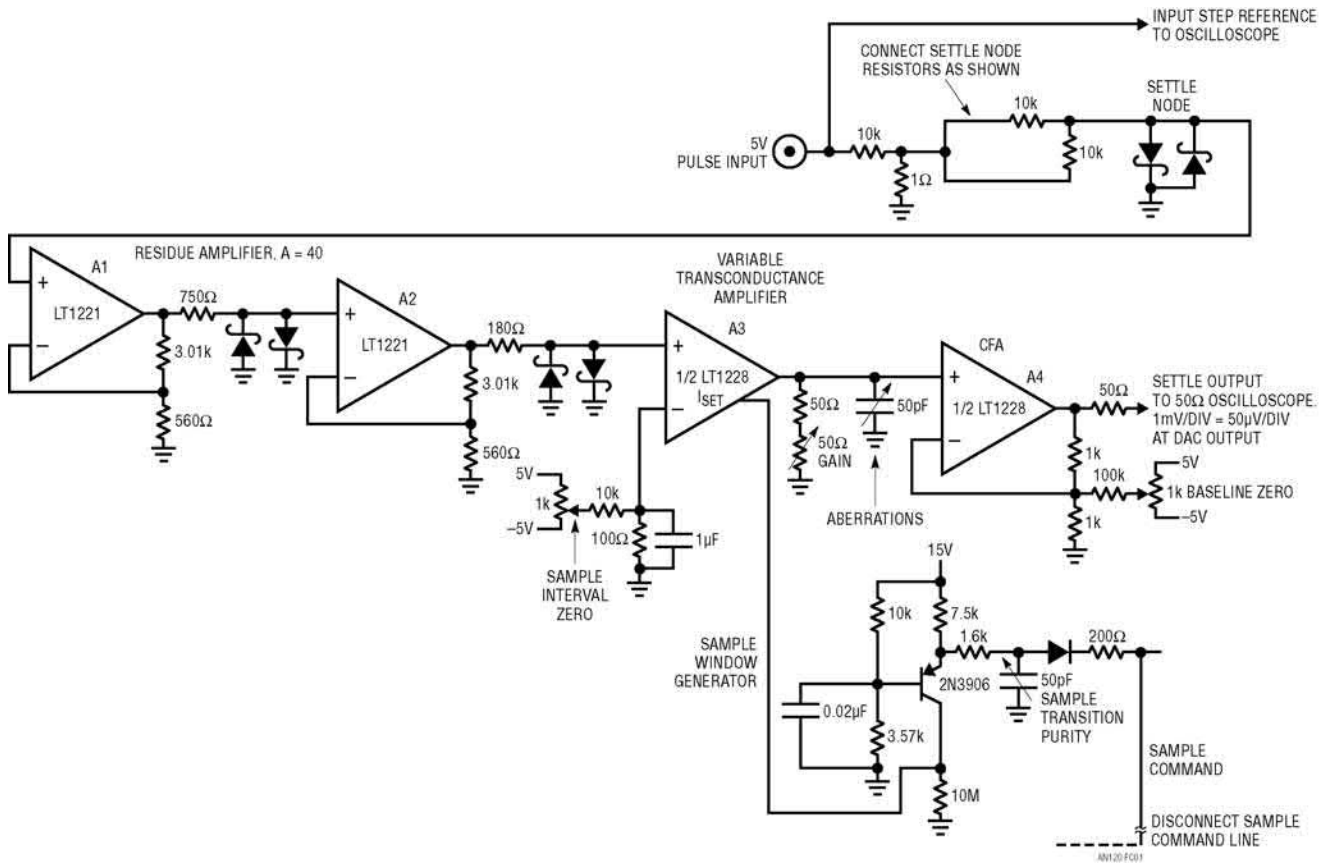 INPUT STEP REFERENCE
TO OSCILLOSCOPE
CONNECT SETTLE NODE
RESISTORS AS SHOWN
SETTLE
NODE
10k
5V
PULSE INPUT
10k
10k
1Ω
RESIDUE AMPLIFIER, A = 40
A1
+
LT1221
−
750Ω
3.01k
560Ω
A2
+
LT1221
−
180Ω
3.01k
560Ω
VARIABLE
TRANSCONDUCTANCE
AMPLIFIER
A3
+
1/2 LT1228
ISET
−
50Ω
50Ω
GAIN
50pF
ABERRATIONS
CFA
A4
+
1/2 LT1228
−
50Ω
SETTLE OUTPUT
TO 50Ω OSCILLOSCOPE.
1mV/DIV = 50µV/DIV
AT DAC OUTPUT
1k
100k
5V
1k BASELINE ZERO
−5V
1k
5V
1k
−5V
10k
100Ω
1µF
SAMPLE
INTERVAL
ZERO
15V
10k
7.5k
1.6k
200Ω
SAMPLE
WINDOW
GENERATOR
2N3906
50pF
SAMPLE
TRANSITION
PURITY
0.02µF
3.57k
10M
SAMPLE
COMMAND
DISCONNECT SAMPLE
COMMAND LINE
AN120 FC01